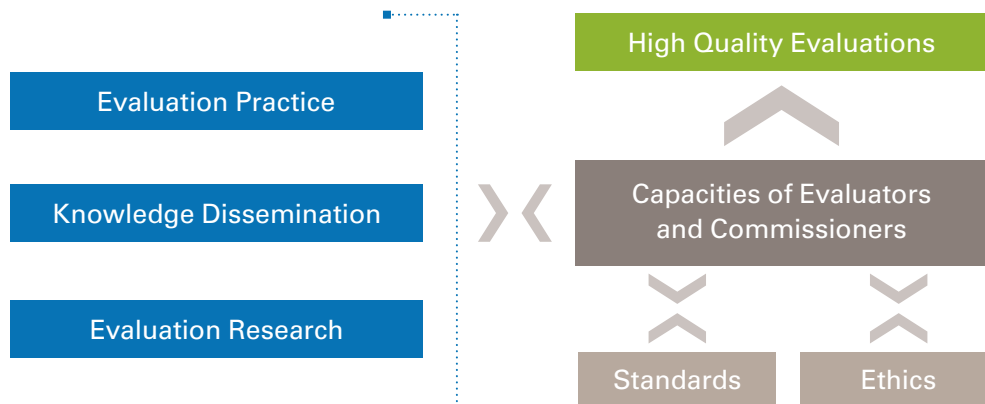 High Quality Evaluations
Evaluation Practice
Knowledge Dissemination
Capacities of Evaluators
and Commissioners
Evaluation Research
Standards
Ethics